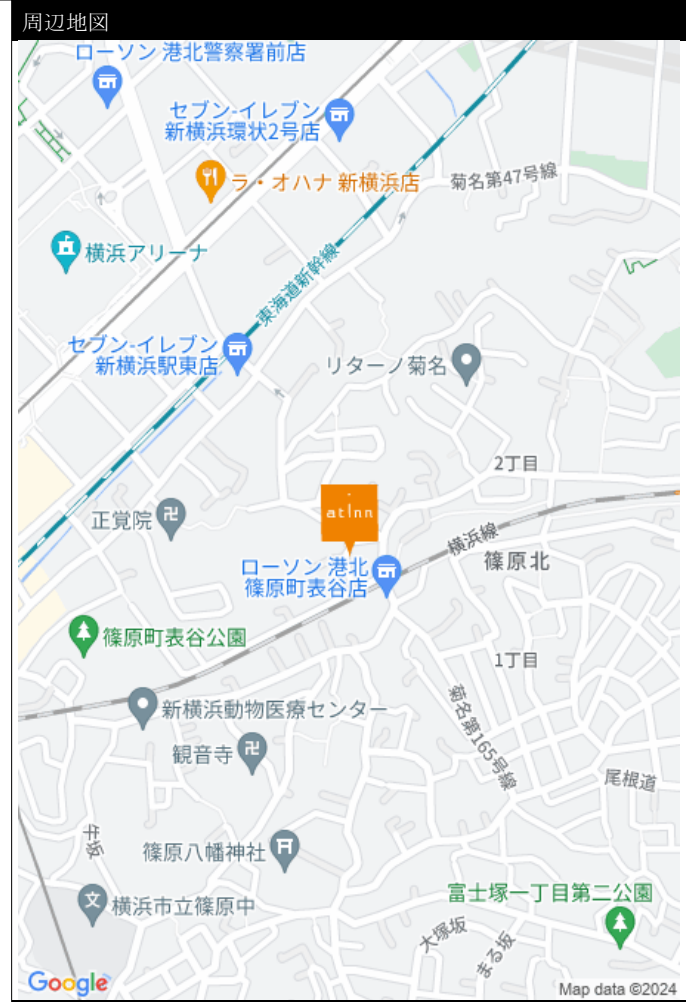 周辺地図
ローソン 港北警察署前店
セブン-イレブン
新横浜環状2号店
ラ・オハナ 新横浜店
菊名第47号線
横浜アリーナ
東海道新幹線
セブン-イレブン
新横浜駅東店
リターノ菊名
2丁目
atInn
正覚院
横浜線
篠原北
ローソン 港北
篠原町表谷店
篠原町表谷公園
1丁目
新横浜動物医療センター
菊名第165号線
観音寺
尾根道
牛坂
篠原八幡神社
文
横浜市立篠原中
富士塚一丁目第二公園
大塚坂
まる坂
Google
Map data ©2024